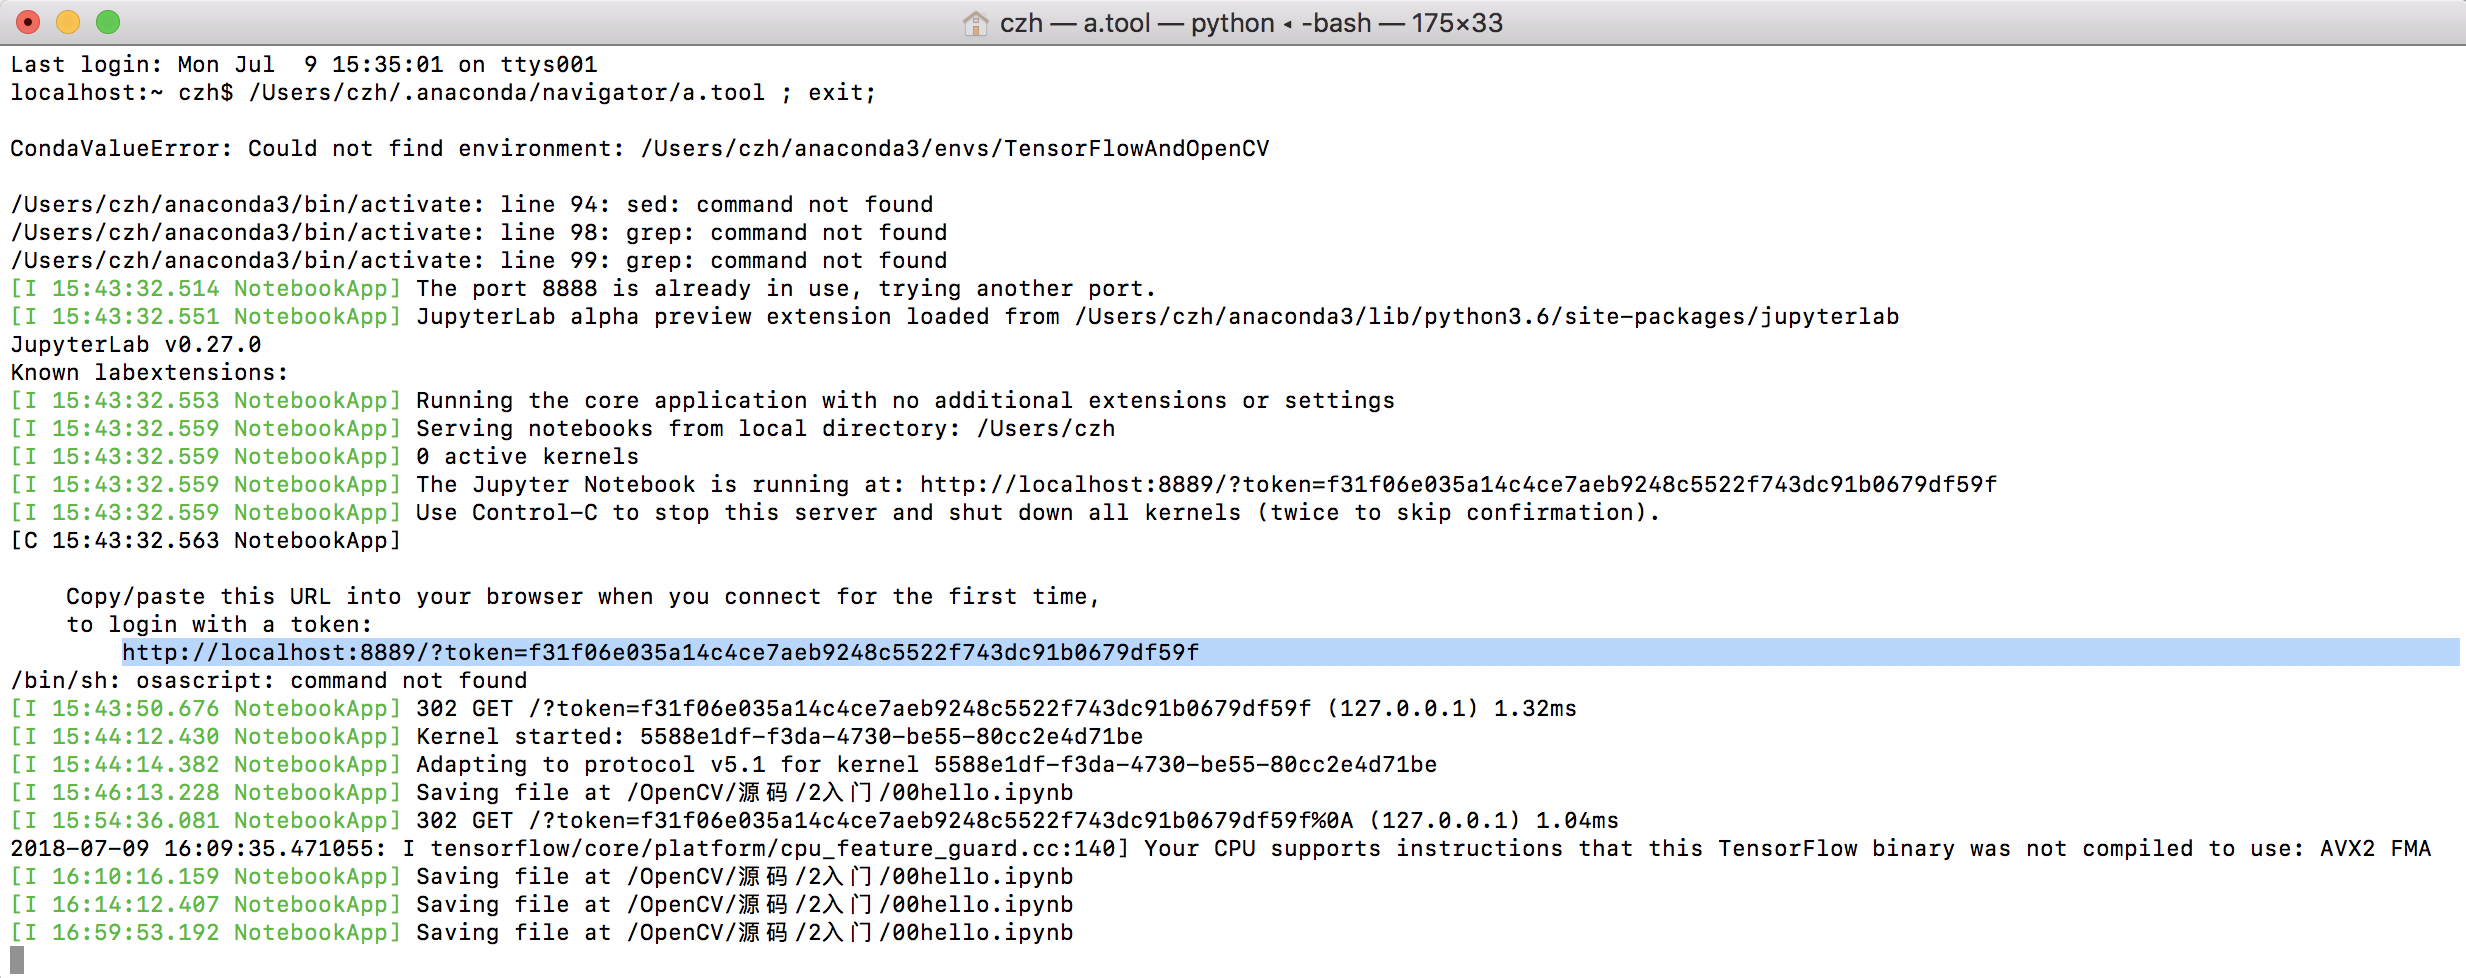 czh — a.tool — python ◂ -bash — 175×33
Last login: Mon Jul  9 15:35:01 on ttys001
localhost:~ czh$ /Users/czh/.anaconda/navigator/a.tool ; exit;
CondaValueError: Could not find environment: /Users/czh/anaconda3/envs/TensorFlowAndOpenCV
/Users/czh/anaconda3/bin/activate: line 94: sed: command not found
/Users/czh/anaconda3/bin/activate: line 98: grep: command not found
/Users/czh/anaconda3/bin/activate: line 99: grep: command not found
[I 15:43:32.514 NotebookApp] The port 8888 is already in use, trying another port.
[I 15:43:32.551 NotebookApp] JupyterLab alpha preview extension loaded from /Users/czh/anaconda3/lib/python3.6/site-packages/jupyterlab
JupyterLab v0.27.0
Known labextensions:
[I 15:43:32.553 NotebookApp] Running the core application with no additional extensions or settings
[I 15:43:32.559 NotebookApp] Serving notebooks from local directory: /Users/czh
[I 15:43:32.559 NotebookApp] 0 active kernels
[I 15:43:32.559 NotebookApp] The Jupyter Notebook is running at: http://localhost:8889/?token=f31f06e035a14c4ce7aeb9248c5522f743dc91b0679df59f
[I 15:43:32.559 NotebookApp] Use Control-C to stop this server and shut down all kernels (twice to skip confirmation).
[C 15:43:32.563 NotebookApp]
    Copy/paste this URL into your browser when you connect for the first time,
    to login with a token:
        http://localhost:8889/?token=f31f06e035a14c4ce7aeb9248c5522f743dc91b0679df59f
/bin/sh: osascript: command not found
[I 15:43:50.676 NotebookApp] 302 GET /?token=f31f06e035a14c4ce7aeb9248c5522f743dc91b0679df59f (127.0.0.1) 1.32ms
[I 15:44:12.430 NotebookApp] Kernel started: 5588e1df-f3da-4730-be55-80cc2e4d71be
[I 15:44:14.382 NotebookApp] Adapting to protocol v5.1 for kernel 5588e1df-f3da-4730-be55-80cc2e4d71be
[I 15:46:13.228 NotebookApp] Saving file at /OpenCV/源码/2入门/00hello.ipynb
[I 15:54:36.081 NotebookApp] 302 GET /?token=f31f06e035a14c4ce7aeb9248c5522f743dc91b0679df59f%0A (127.0.0.1) 1.04ms
2018-07-09 16:09:35.471055: I tensorflow/core/platform/cpu_feature_guard.cc:140] Your CPU supports instructions that this TensorFlow binary was not compiled to use: AVX2 FMA
[I 16:10:16.159 NotebookApp] Saving file at /OpenCV/源码/2入门/00hello.ipynb
[I 16:14:12.407 NotebookApp] Saving file at /OpenCV/源码/2入门/00hello.ipynb
[I 16:59:53.192 NotebookApp] Saving file at /OpenCV/源码/2入门/00hello.ipynb